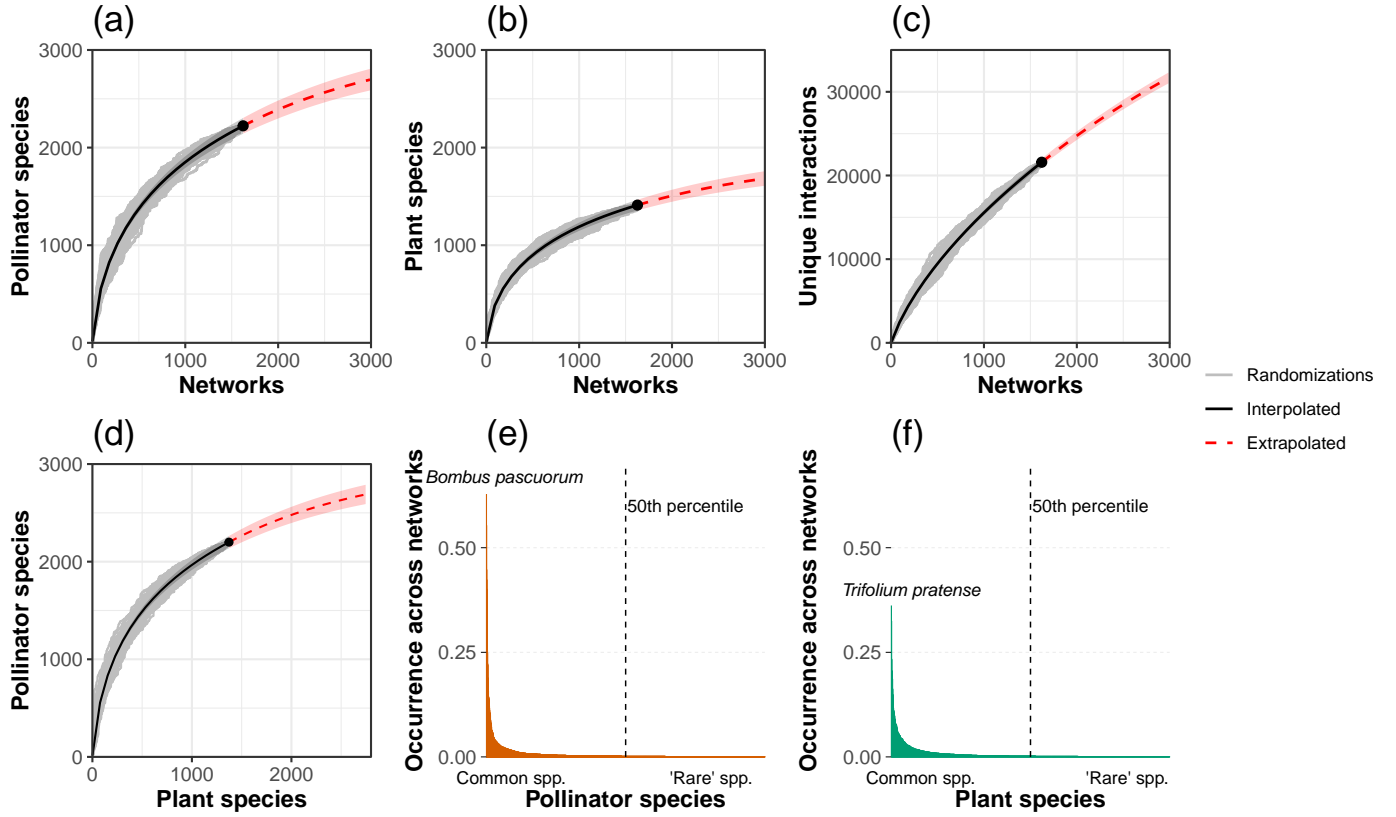 (a)
3000
2000
1000
0
0 1000 2000 3000
Pollinator species
Networks
(b)
3000
2000
1000
0
0 1000 2000 3000
Plant species
Networks
(c)
30000
20000
10000
0
0 1000 2000 3000
Unique interactions
Networks
Randomizations
Interpolated
Extrapolated
(d)
3000
2000
1000
0
0 1000 2000
Pollinator species
Plant species
(e)
Bombus pascuorum
50th percentile
0.50
0.25
0.00
Occurrence across networks
Common spp. 'Rare' spp.
Pollinator species
(f)
50th percentile
0.50
Trifolium pratense
0.25
0.00
Occurrence across networks
Common spp. 'Rare' spp.
Plant species